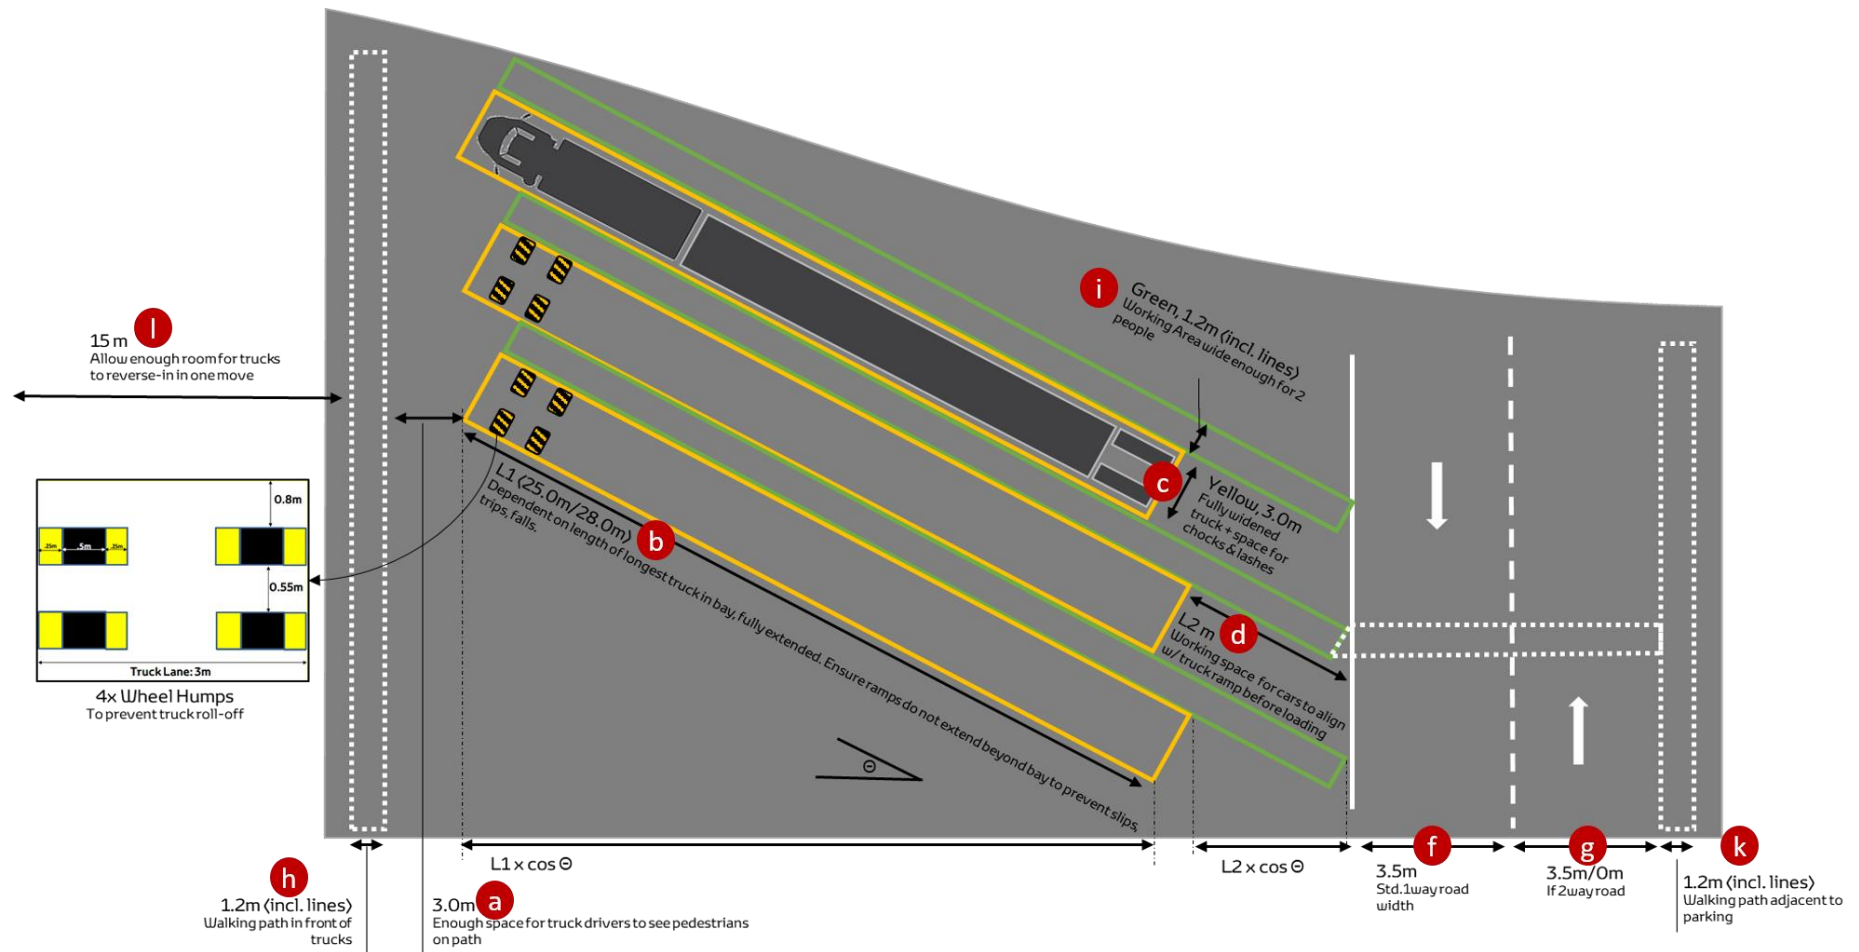 l
15 m
Allow enough room for trucks
to reverse-in in one move
i
Green, 1.2m (incl. lines)
Working Area wide enough for 2
people
c
Yellow, 3.0m
Fully widened
truck + space for
chocks & lashes
b
L1 (25.0m/28.0m)
Dependent on length of longest truck in bay, fully extended. Ensure ramps do not extend beyond bay to prevent slips,
trips, falls.
d
L2 m
Working space for cars to align
w/ truck ramp before loading
0.8m
.25m
.5m
.25m
0.55m
Truck Lane: 3m
4x Wheel Humps
To prevent truck roll-off
Θ
L1 x cos Θ
L2 x cos Θ
h
1.2m (incl. lines)
Walking path in front of
trucks
a
3.0m
Enough space for truck drivers to see pedestrians
on path
f
3.5m
Std. 1way road
width
g
3.5m/0m
If 2way road
k
1.2m (incl. lines)
Walking path adjacent to
parking